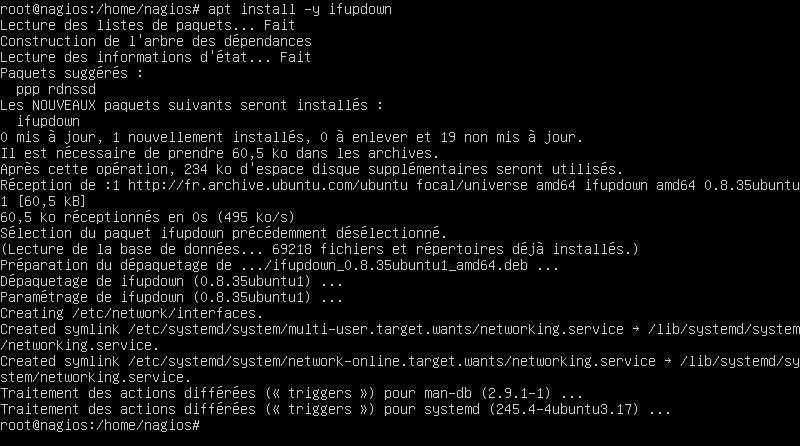 root@nagios:/home/nagios# apt install -y ifupdown
Lecture des listes de paquets... Fait
Construction de l'arbre des dépendances
Lecture des informations d'état... Fait
Paquets suggérés :
  ppp rdnssd
Les NOUVEAUX paquets suivants seront installés :
  ifupdown
0 mis à jour, 1 nouvellement installés, 0 à enlever et 19 non mis à jour.
Il est nécessaire de prendre 60,5 ko dans les archives.
Après cette opération, 234 ko d'espace disque supplémentaires seront utilisés.
Réception de :1 http://fr.archive.ubuntu.com/ubuntu focal/universe amd64 ifupdown amd64 0.8.35ubuntu
1 [60,5 kB]
60,5 ko réceptionnés en 0s (495 ko/s)
Sélection du paquet ifupdown précédemment désélectionné.
(Lecture de la base de données... 69218 fichiers et répertoires déjà installés.)
Préparation du dépaquetage de .../ifupdown_0.8.35ubuntu1_amd64.deb ...
Dépaquetage de ifupdown (0.8.35ubuntu1) ...
Paramétrage de ifupdown (0.8.35ubuntu1) ...
Creating /etc/network/interfaces.
Created symlink /etc/systemd/system/multi-user.target.wants/networking.service → /lib/systemd/system
/networking.service.
Created symlink /etc/systemd/system/network-online.target.wants/networking.service → /lib/systemd/sy
stem/networking.service.
Traitement des actions différées (« triggers ») pour man-db (2.9.1-1) ...
Traitement des actions différées (« triggers ») pour systemd (245.4-4ubuntu3.17) ...
root@nagios:/home/nagios#